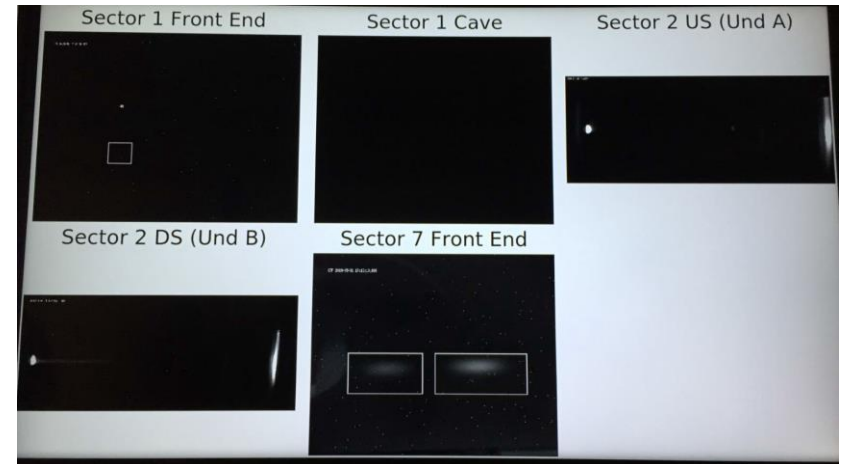 Sector 1 Front End
Sector 1 Cave
Sector 2 US (Und A)
Sector 2 DS (Und B)
Sector 7 Front End